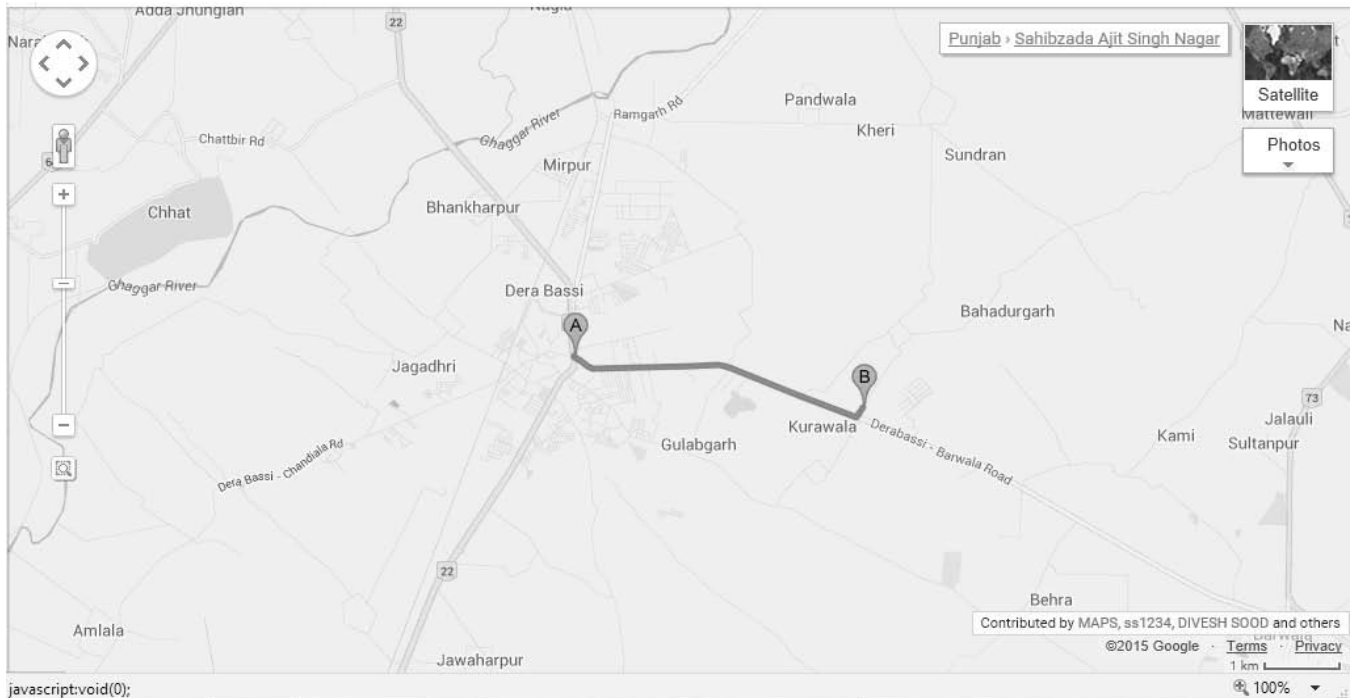 Adda Jhungian
Nagla
22
Punjab › Sahibzada Ajit Singh Nagar
Satellite
Photos
Pandwala
Ramgarh Rd
Kheri
Ghaggar River
Chattbir Rd
Mirpur
Sundran
Bhankharpur
Chhat
Ghaggar River
Dera Bassi
Bahadurgarh
A
Jagadhri
B
73
Jalauli
Kurawala
Derabassi - Barwala Road
Kami
Sultanpur
Gulabgarh
Dera Bassi - Chandiala Rd
22
Behra
Contributed by MAPS, ss1234, DIVESH SOOD and others
Amlala
©2015 Google · Terms · Privacy
Jawaharpur
1 km
javascript:void(0);
100%